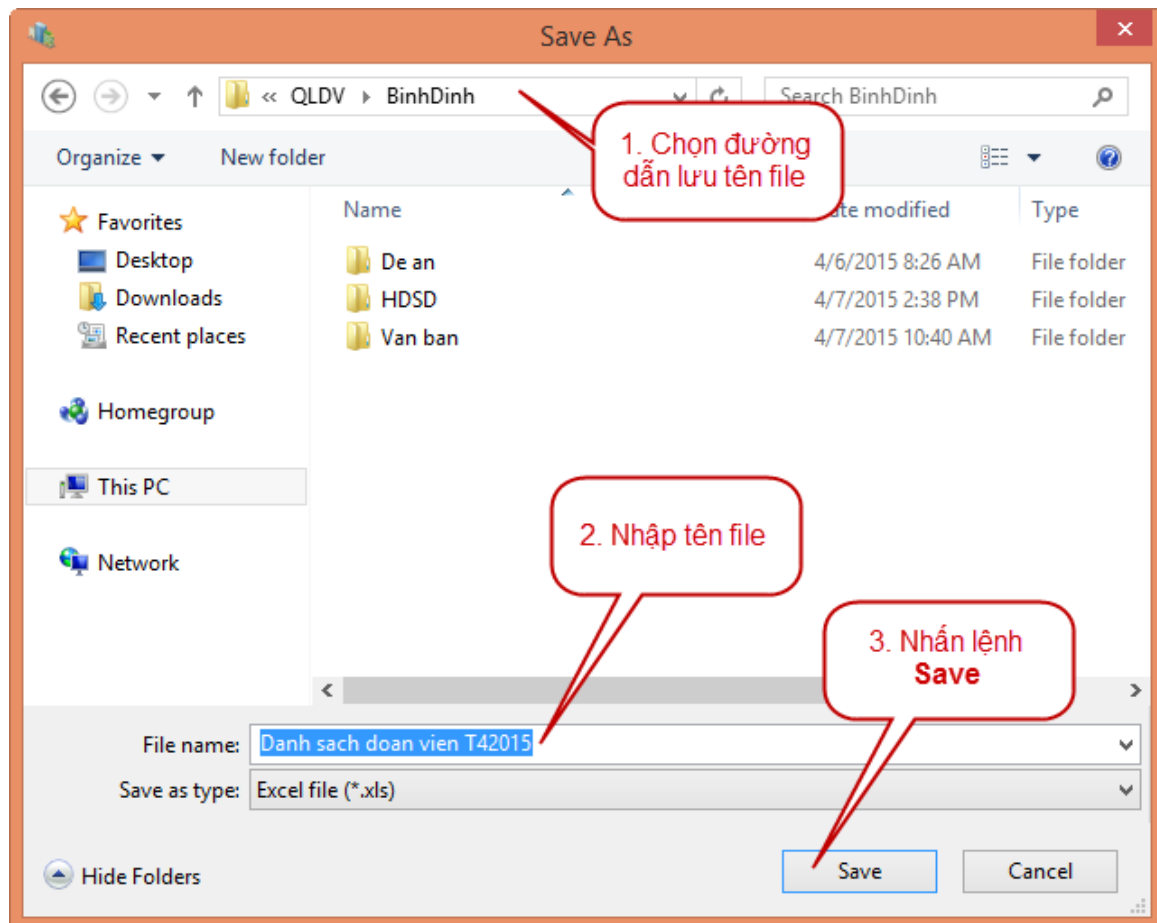 Save As
« QLDV BinhDinh
Search BinhDinh
1. Chọn đường
dẫn lưu tên file
Organize
New folder
Name
modified
Type
Favorites
Desktop
Downloads
Recent places
De an 4/6/2015 8:26 AM File folder
HDSD 4/7/2015 2:38 PM File folder
Van ban 4/7/2015 10:40 AM File folder
Homegroup
This PC
Network
2. Nhập tên file
3. Nhấn lệnh
Save
File name: Danh sach doan vien T42015
Save as type: Excel file (*.xls)
Hide Folders
Save
Cancel